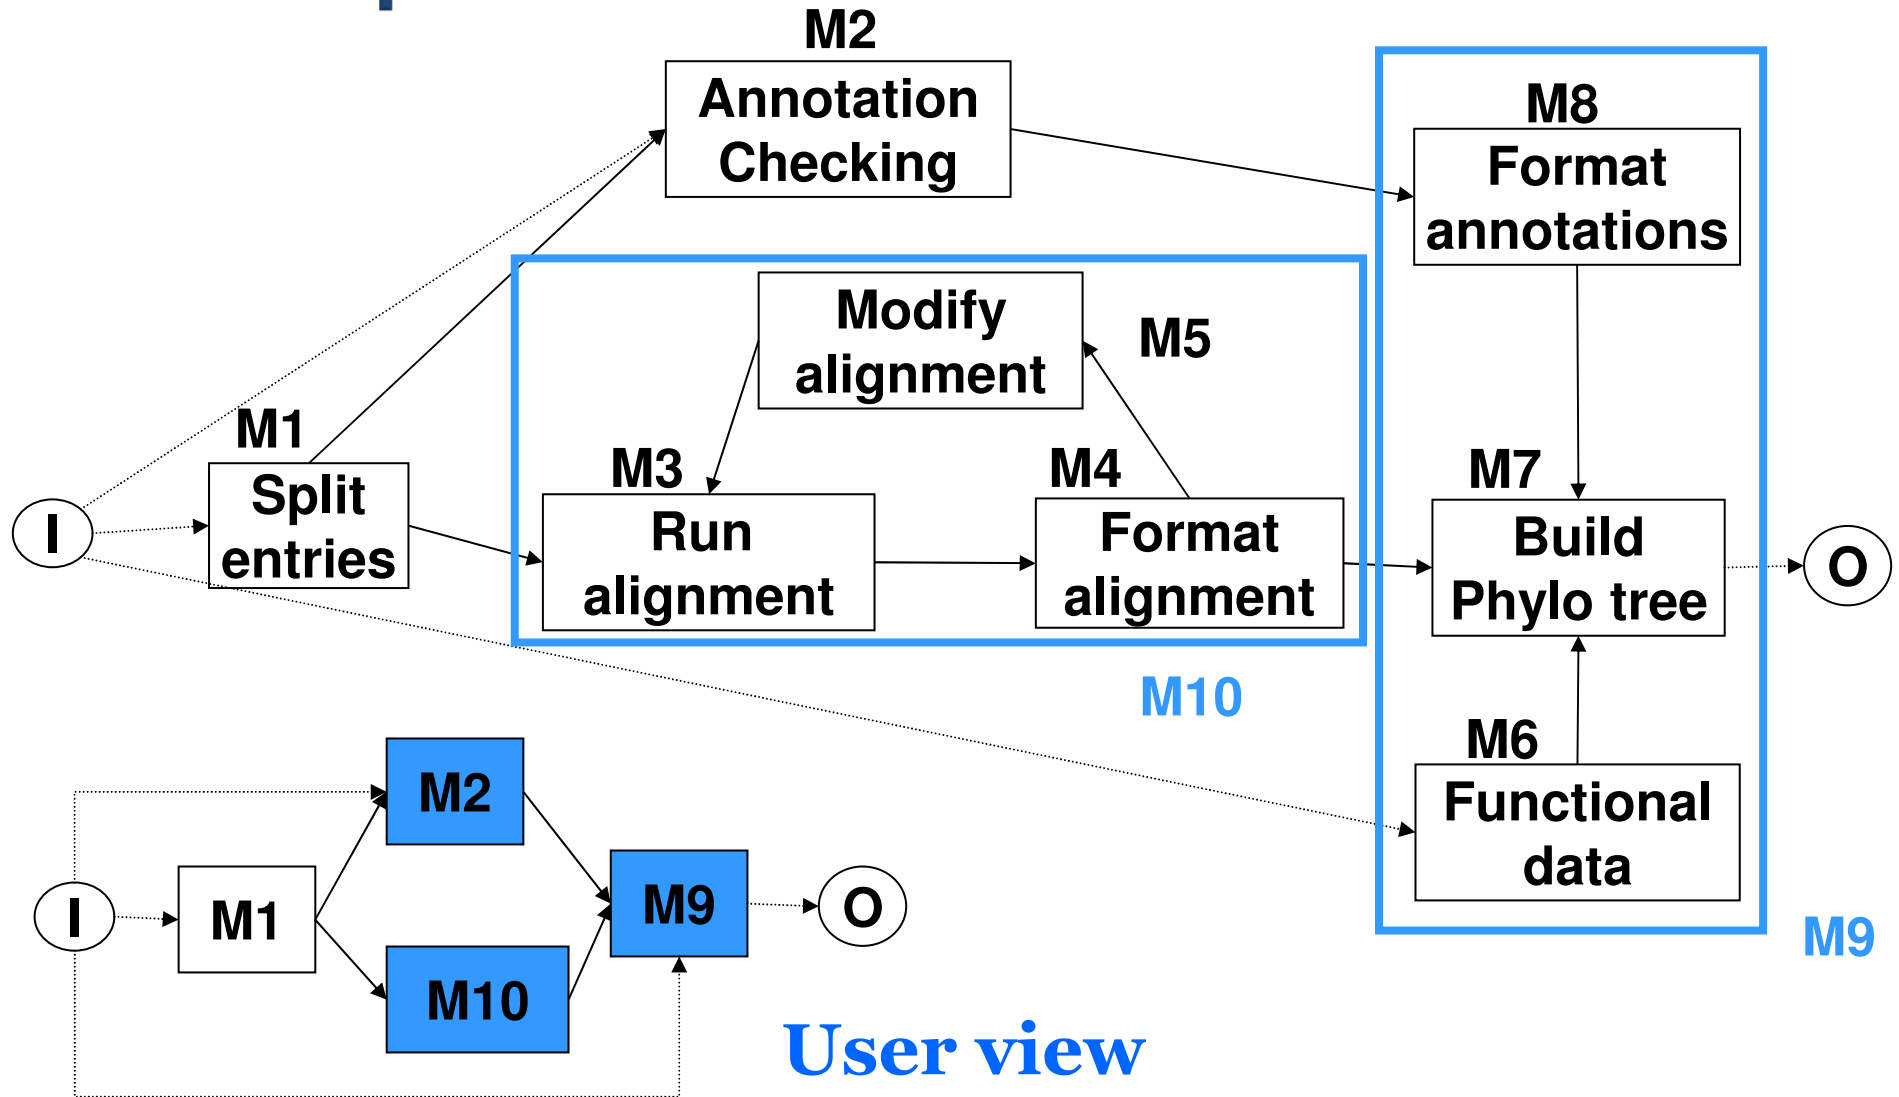 M2
Annotation
Checking
M8
Format
annotations
Modify
alignment
M5
M1
Split
entries
I
M3
Run
alignment
M4
Format
alignment
M7
Build
Phylo tree
O
M10
M6
Functional
data
M9
M2
I
M1
M9
O
M10
User view